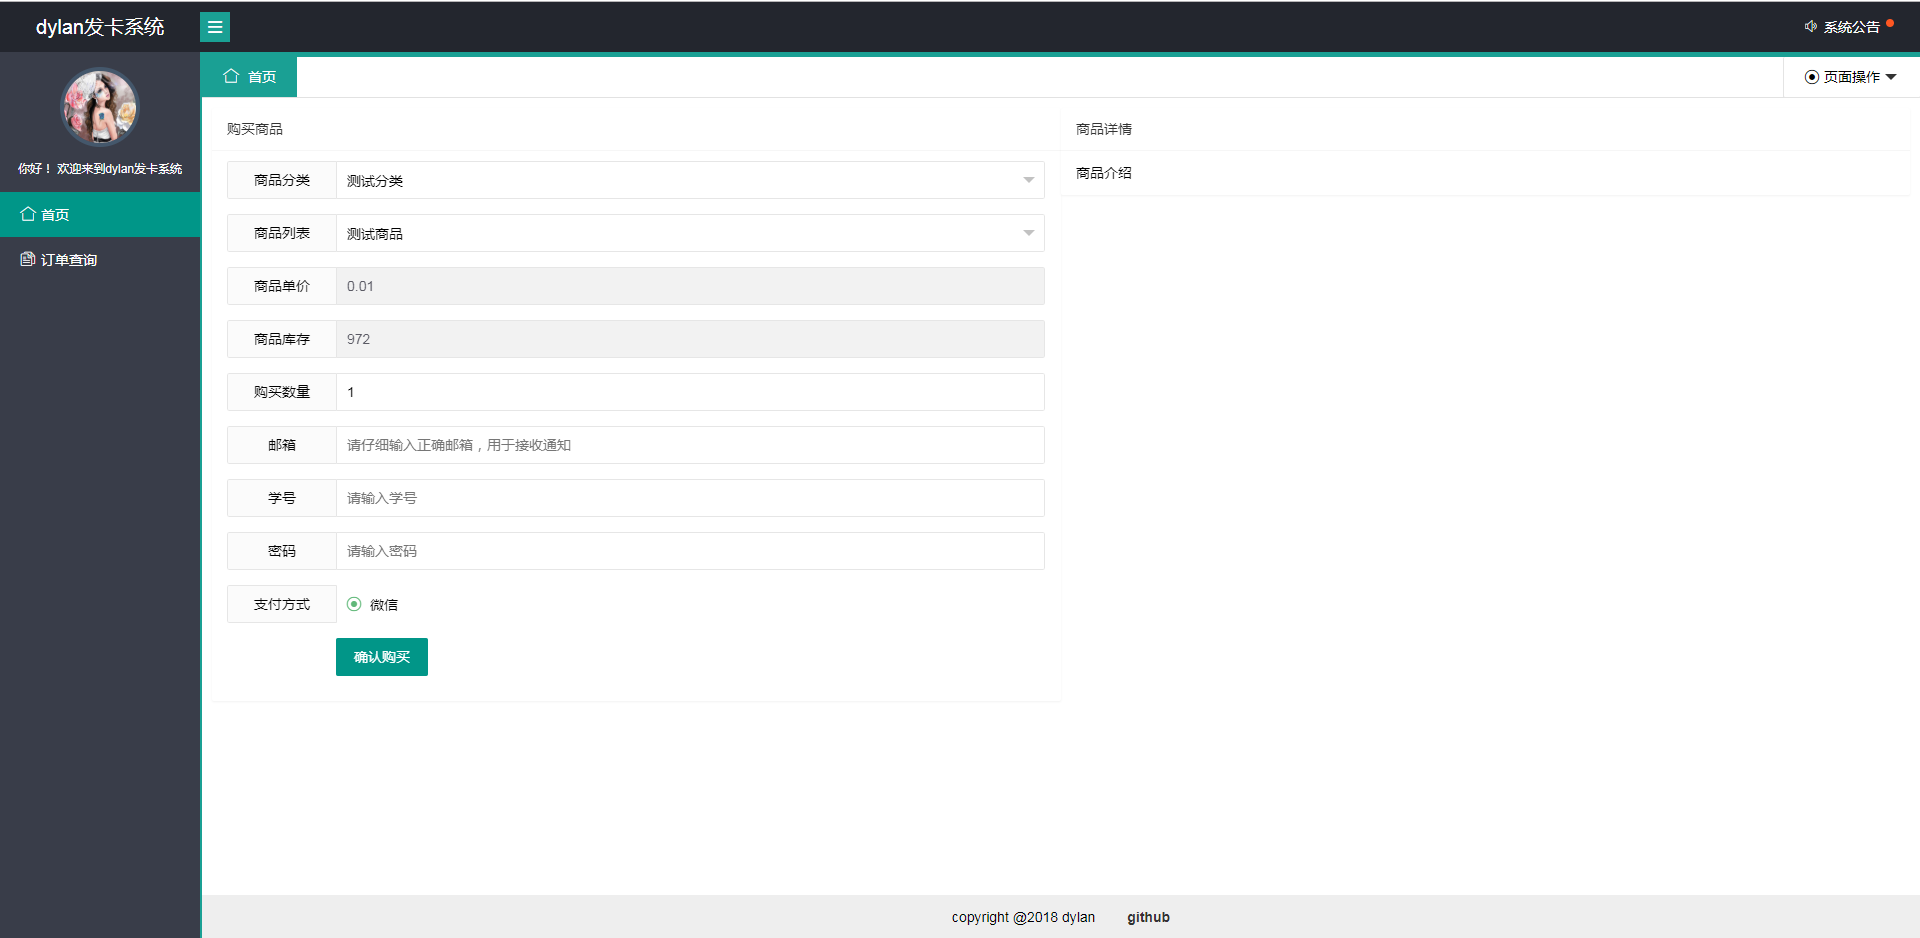 dylan发卡系统
系统公告
你好！ 欢迎来到dylan发卡系统
首页
订单查询
首页
页面操作
购买商品
商品分类 测试分类
商品列表 测试商品
商品单价 0.01
商品库存 972
购买数量 1
邮箱 请仔细输入正确邮箱，用于接收通知
学号 请输入学号
密码 请输入密码
支付方式 微信
确认购买
商品详情
商品介绍
copyright @2018 dylan github